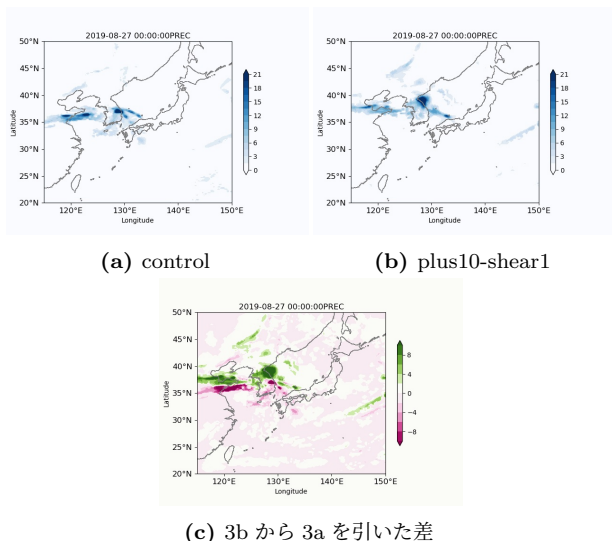 2019-08-27 00:00:00PREC
50°N
45°N
40°N
35°N
30°N
25°N
20°N
Latitude
120°E
130°E
140°E
150°E
Longitude
21
18
15
12
9
6
3
0
(a) control
2019-08-27 00:00:00PREC
50°N
45°N
40°N
35°N
30°N
25°N
20°N
Latitude
120°E
130°E
140°E
150°E
Longitude
21
18
15
12
9
6
3
0
(b) plus10-shear1
2019-08-27 00:00:00PREC
50°N
45°N
40°N
35°N
30°N
25°N
20°N
Latitude
120°E
130°E
140°E
150°E
Longitude
8
4
0
−4
−8
(c) 3b から 3a を引いた差